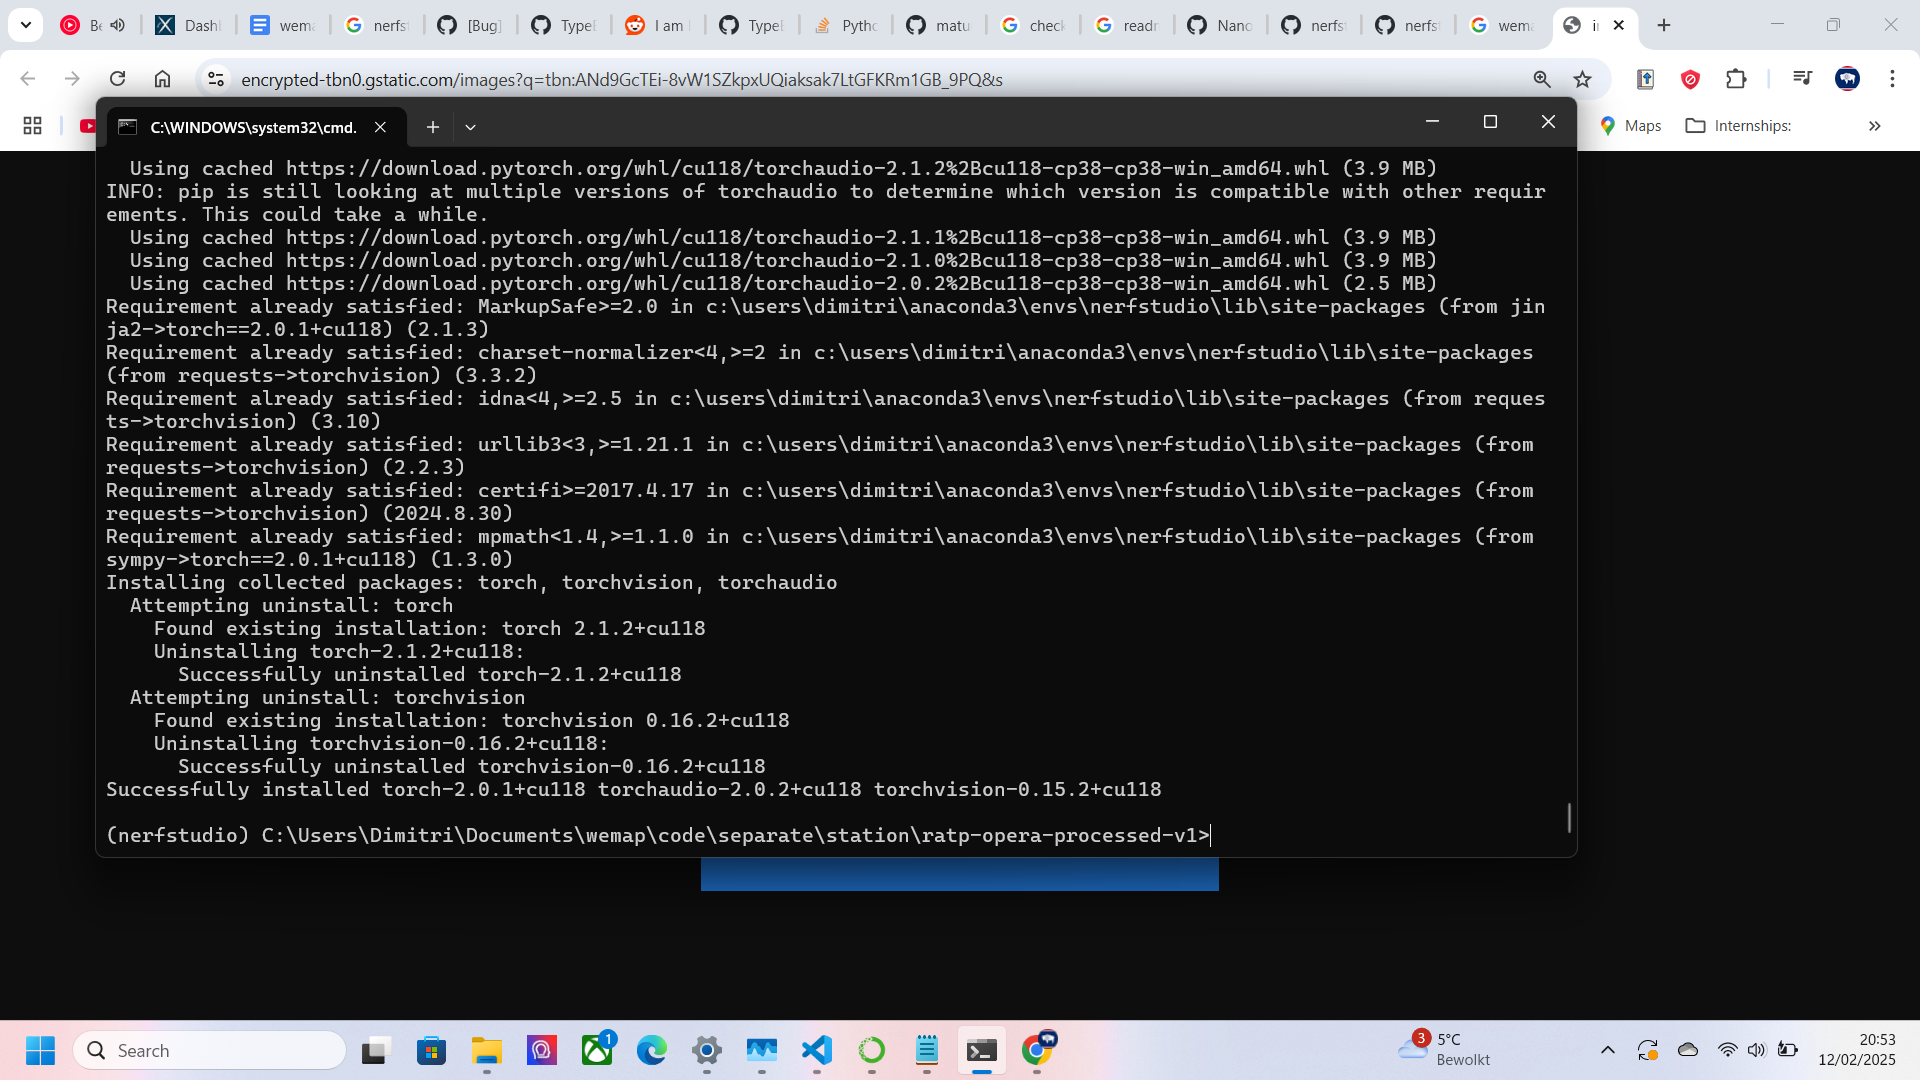 Be
Dashl
wema
nerfst
[Bug]
TypeE
I am
TypeE
Pytho
matu
check
readn
Nano
nerfst
nerfst
wema
encrypted-tbn0.gstatic.com/images?q=tbn:ANd9GcTEi-8vW1SZkpxUQiaksak7LtGFKRm1GB_9PQ&s
Maps
Internships:
C:\WINDOWS\system32\cmd.
Using cached https://download.pytorch.org/whl/cu118/torchaudio-2.1.2%2Bcu118-cp38-cp38-win_amd64.whl (3.9 MB)
INFO: pip is still looking at multiple versions of torchaudio to determine which version is compatible with other requir
ements. This could take a while.
Using cached https://download.pytorch.org/whl/cu118/torchaudio-2.1.1%2Bcu118-cp38-cp38-win_amd64.whl (3.9 MB)
Using cached https://download.pytorch.org/whl/cu118/torchaudio-2.1.0%2Bcu118-cp38-cp38-win_amd64.whl (3.9 MB)
Using cached https://download.pytorch.org/whl/cu118/torchaudio-2.0.2%2Bcu118-cp38-cp38-win_amd64.whl (2.5 MB)
Requirement already satisfied: MarkupSafe>=2.0 in c:\users\dimitri\anaconda3\envs\nerfstudio\lib\site-packages (from jin
ja2->torch==2.0.1+cu118) (2.1.3)
Requirement already satisfied: charset-normalizer<4,>=2 in c:\users\dimitri\anaconda3\envs\nerfstudio\lib\site-packages
(from requests->torchvision) (3.3.2)
Requirement already satisfied: idna<4,>=2.5 in c:\users\dimitri\anaconda3\envs\nerfstudio\lib\site-packages (from reques
ts->torchvision) (3.10)
Requirement already satisfied: urllib3<3,>=1.21.1 in c:\users\dimitri\anaconda3\envs\nerfstudio\lib\site-packages (from
requests->torchvision) (2.2.3)
Requirement already satisfied: certifi>=2017.4.17 in c:\users\dimitri\anaconda3\envs\nerfstudio\lib\site-packages (from
requests->torchvision) (2024.8.30)
Requirement already satisfied: mpmath<1.4,>=1.1.0 in c:\users\dimitri\anaconda3\envs\nerfstudio\lib\site-packages (from
sympy->torch==2.0.1+cu118) (1.3.0)
Installing collected packages: torch, torchvision, torchaudio
Attempting uninstall: torch
Found existing installation: torch 2.1.2+cu118
Uninstalling torch-2.1.2+cu118:
Successfully uninstalled torch-2.1.2+cu118
Attempting uninstall: torchvision
Found existing installation: torchvision 0.16.2+cu118
Uninstalling torchvision-0.16.2+cu118:
Successfully uninstalled torchvision-0.16.2+cu118
Successfully installed torch-2.0.1+cu118 torchaudio-2.0.2+cu118 torchvision-0.15.2+cu118
(nerfstudio) C:\Users\Dimitri\Documents\wemap\code\separate\station\ratp-opera-processed-v1>
Search
1
3
5°C
Bewolkt
20:53
12/02/2025